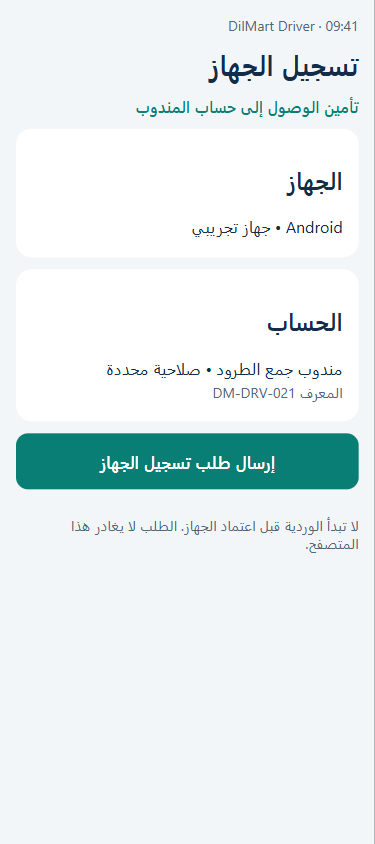 DilMart Driver · 09:41
تسجيل الجهاز
تأمين الوصول إلى حساب المندوب
الجهاز
Android • جهاز تجريبي
الحساب
مندوب جمع الطرود • صلاحية محددة
المعرف DM-DRV-021
إرسال طلب تسجيل الجهاز
لا تبدأ الوردية قبل اعتماد الجهاز. الطلب لا يغادر هذا
المتصفح.